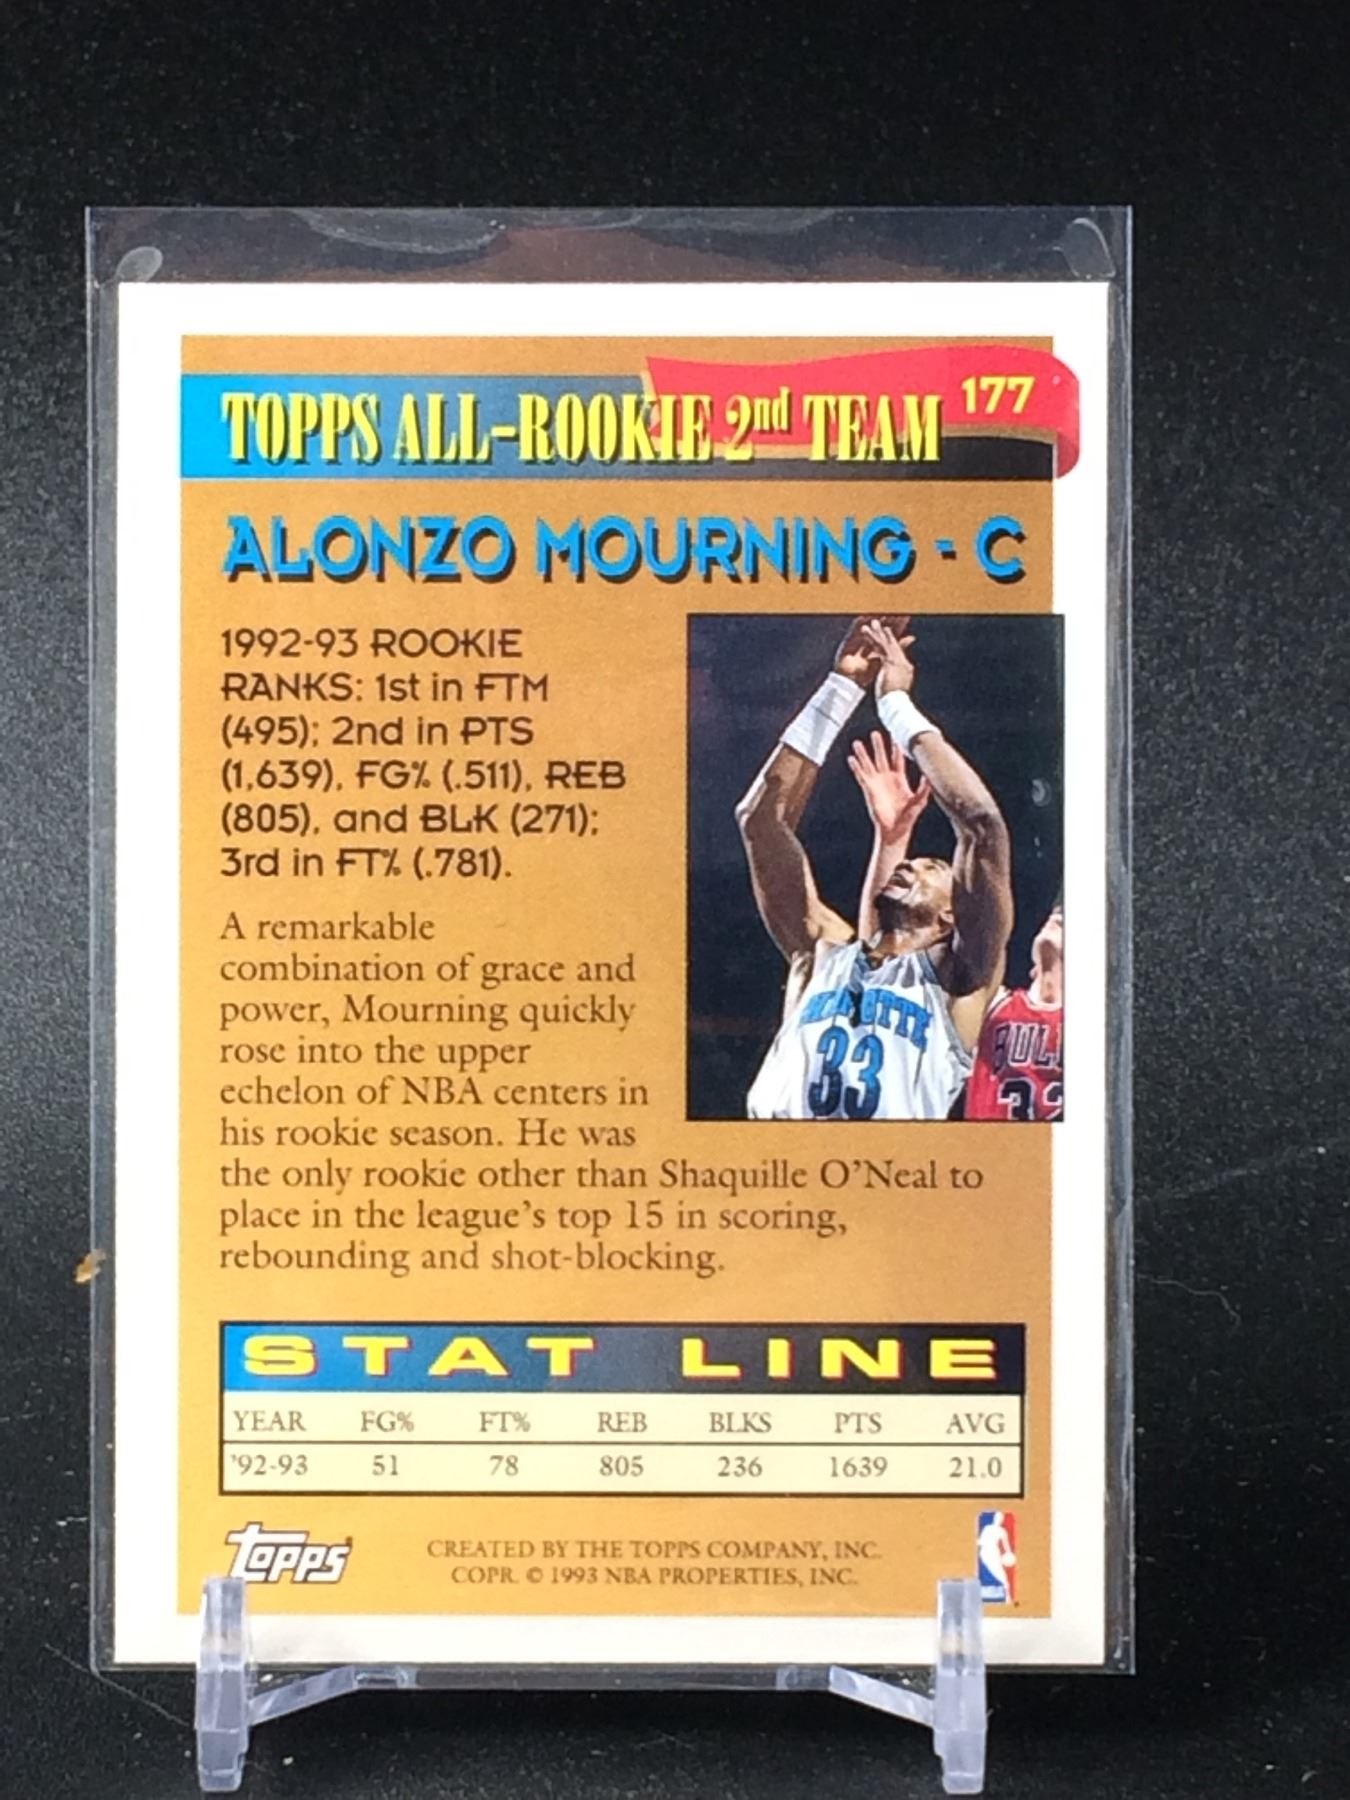 TOPPS ALL-ROOKIE 2nd TEAM
177
ALONZO MOURNING - C
1992-93 ROOKIE
RANKS: 1st in FTM
(495); 2nd in PTS
(1,639), FG% (.511), REB
(805), and BLK (271);
3rd in FT% (.781).
A remarkable
combination of grace and
power, Mourning quickly
rose into the upper
echelon of NBA centers in
his rookie season. He was
the only rookie other than Shaquille O'Neal to
place in the league's top 15 in scoring,
rebounding and shot-blocking.
CHARLOTTE
33
BULL
32
STAT LINE
YEAR FG% FT% REB BLKS PTS AVG
'92-93 51 78 805 236 1639 21.0
Topps
CREATED BY THE TOPPS COMPANY, INC.
COPR. © 1993 NBA PROPERTIES, INC.
NBA